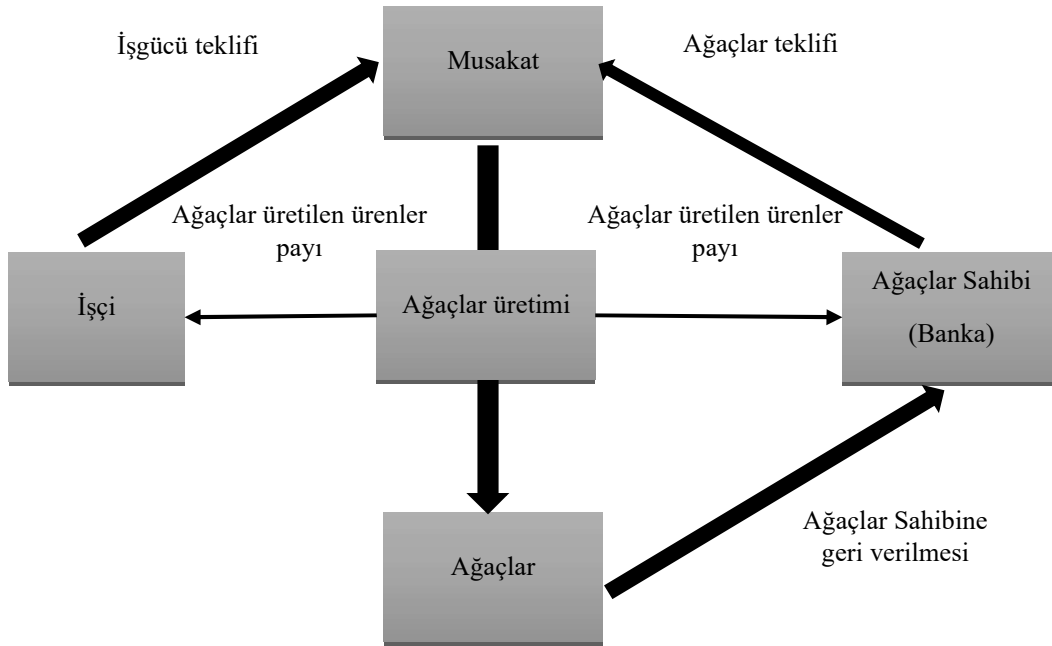 İşgücü teklifi
Musakat
Ağaçlar teklifi
Ağaçlar üretilen ürenler
payı
Ağaçlar üretilen ürenler
payı
İşçi
Ağaçlar üretimi
Ağaçlar Sahibi
(Banka)
Ağaçlar
Ağaçlar Sahibine
geri verilmesi